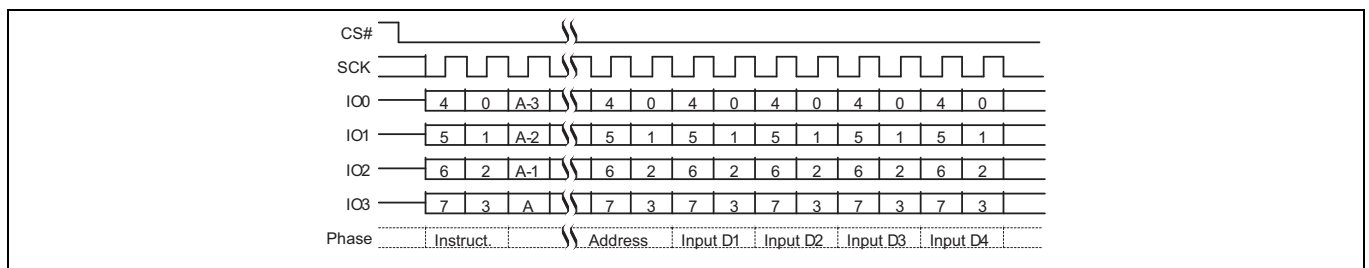 CS#
SCK
IO0 4 0 A-3 4 0 4 0 4 0 4 0 4 0
IO1 5 1 A-2 5 1 5 1 5 1 5 1 5 1
IO2 6 2 A-1 6 2 6 2 6 2 6 2 6 2
IO3 7 3 A 7 3 7 3 7 3 7 3 7 3
Phase Instruct. Address Input D1 Input D2 Input D3 Input D4